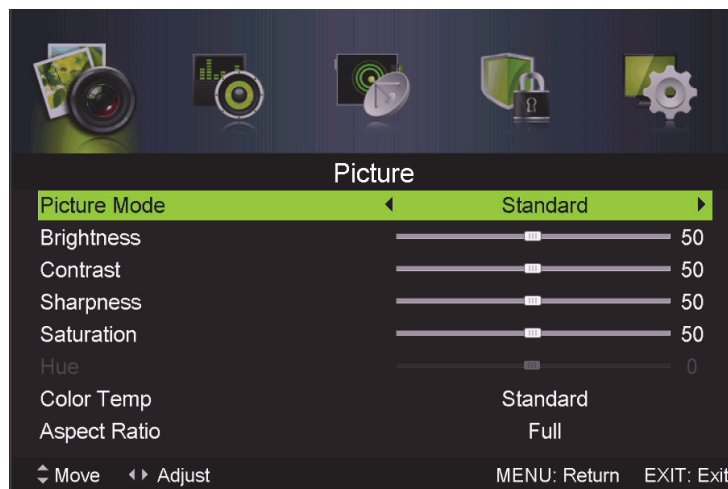 Picture
Picture Mode Standard
Brightness 50
Contrast 50
Sharpness 50
Saturation 50
Hue 0
Color Temp Standard
Aspect Ratio Full
Move Adjust MENU: Return EXIT: Exit